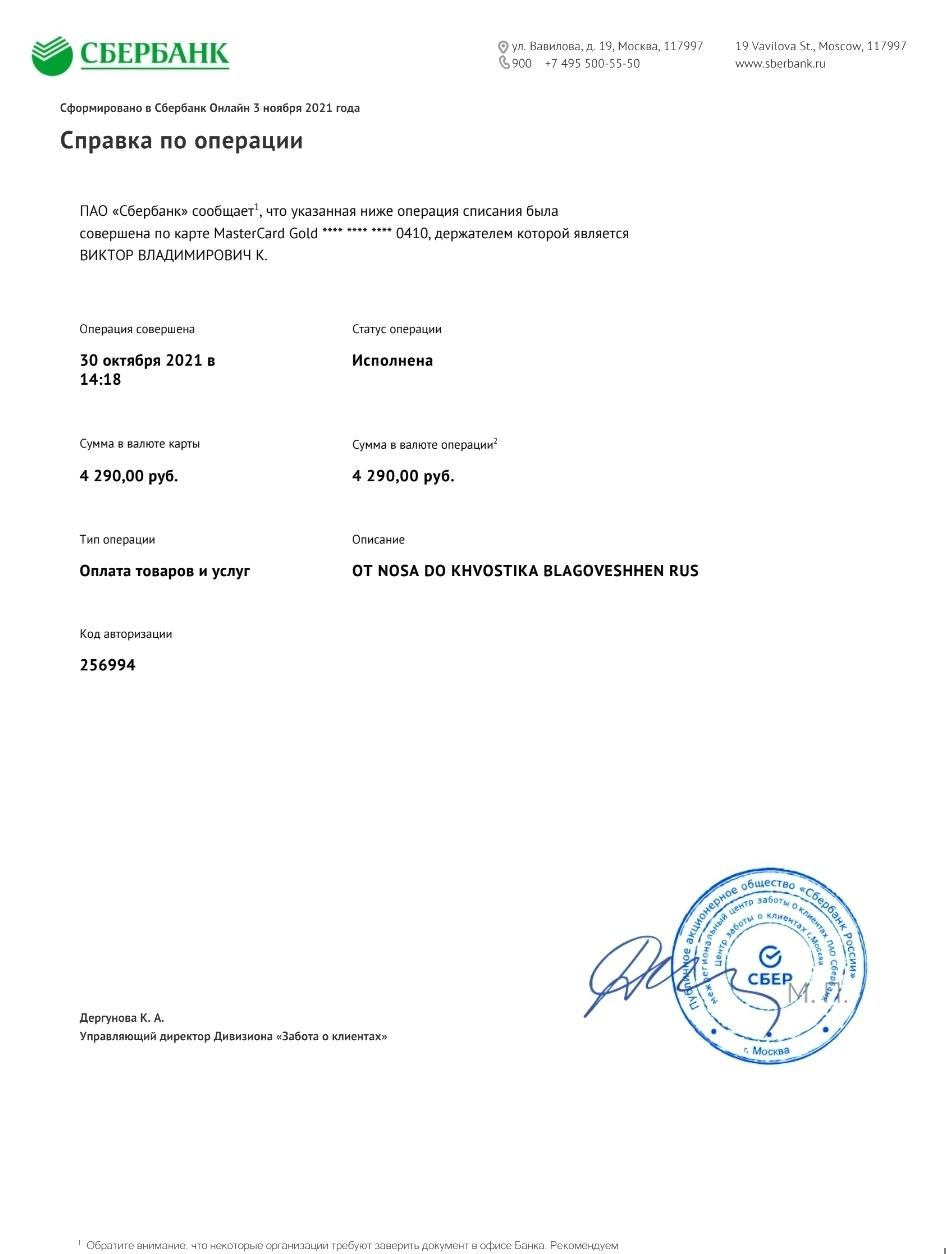 СБЕРБАНК
ул. Вавилова, д. 19, Москва, 117997
900 +7 495 500-55-50
19 Vavilova St., Moscow, 117997
www.sberbank.ru
Сформировано в Сбербанк Онлайн 3 ноября 2021 года
Справка по операции
ПАО «Сбербанк» сообщает¹, что указанная ниже операция списания была
совершена по карте MasterCard Gold **** **** **** 0410, держателем которой является
ВИКТОР ВЛАДИМИРОВИЧ К.
Операция совершена
30 октября 2021 в
14:18
Статус операции
Исполнена
Сумма в валюте карты
4 290,00 руб.
Сумма в валюте операции²
4 290,00 руб.
Тип операции
Оплата товаров и услуг
Описание
OT NOSA DO KHVOSTIKA BLAGOVESHHEN RUS
Код авторизации
256994
Публичное акционерное общество «Сбербанк России»
межрегиональный центр заботы о клиентах ПАО Сбербанк
Центр заботы о клиентах г.Москва
СБЕР
М. П.
г. Москва
Дергунова К. А.
Управляющий директор Дивизиона «Забота о клиентах»
¹ Обратите внимание, что некоторые организации требуют заверить документ в офисе Банка. Рекомендуем